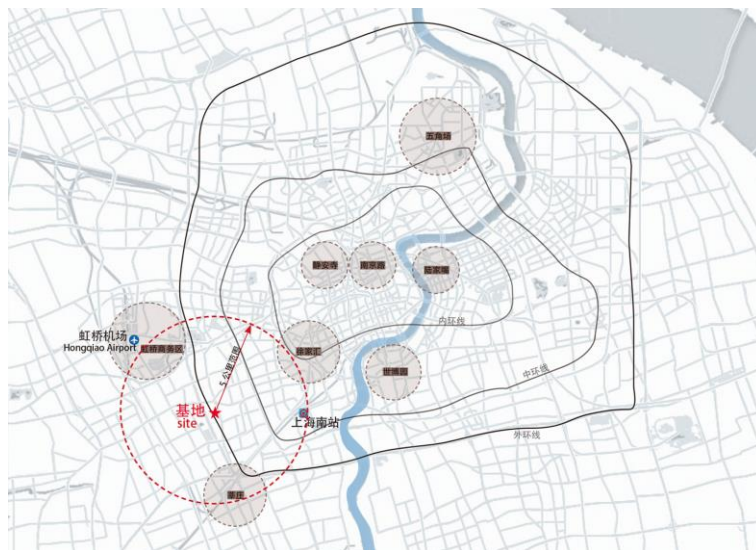 五角场
静安寺
南京路
陆家嘴
内环线
虹桥机场
Hongqiao Airport
虹桥商务区
徐家汇
5公里范围
世博园
中环线
基地
site
上海南站
外环线
莘庄